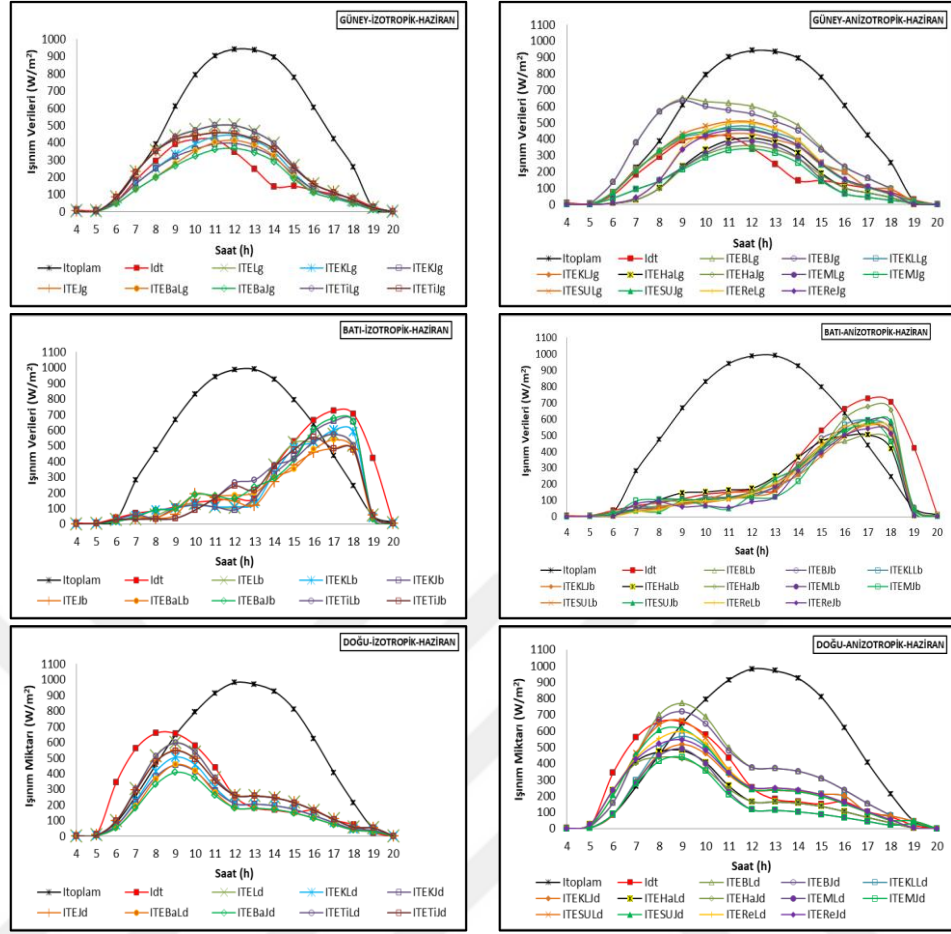 GÜNEY-İZOTROPİK-HAZİRAN
Işınım Verileri (W/m²)
1000
900
800
700
600
500
400
300
200
100
0
4 5 6 7 8 9 10 11 12 13 14 15 16 17 18 19 20
Saat (h)
Itoplam Idt ITELg ITEKLg ITEKJg
ITEJg ITEBaLg ITEBaJg ITETiLg ITETiJg
GÜNEY-ANİZOTROPİK-HAZİRAN
Işınım Verileri (W/m²)
1100
1000
900
800
700
600
500
400
300
200
100
0
4 5 6 7 8 9 10 11 12 13 14 15 16 17 18 19 20
Saat (h)
Itoplam Idt ITEBLg ITEBJg ITEKLLg
ITEKLJg ITEHaLg ITEHaJg ITEMLg ITEMJg
ITESULg ITESUJg ITEReLg ITEReJg
BATI-İZOTROPİK-HAZİRAN
Işınım Verileri (W/m²)
1100
1000
900
800
700
600
500
400
300
200
100
0
4 5 6 7 8 9 10 11 12 13 14 15 16 17 18 19 20
Saat (h)
Itoplam Idt ITELb ITEKLb ITEKJb
ITEJb ITEBaLb ITEBaJb ITETiLb ITETiJb
BATI-ANİZOTROPİK-HAZİRAN
Işınım Verileri (W/m²)
1100
1000
900
800
700
600
500
400
300
200
100
0
4 5 6 7 8 9 10 11 12 13 14 15 16 17 18 19 20
Saat (h)
Itoplam Idt ITEBLb ITEBJb ITEKLLb
ITEKLJb ITEHaLb ITEHaJb ITEMLb ITEMJb
ITESULb ITESUJb ITEReLb ITEReJb
DOĞU-İZOTROPİK-HAZİRAN
Işınım Miktarı (W/m²)
1100
1000
900
800
700
600
500
400
300
200
100
0
4 5 6 7 8 9 10 11 12 13 14 15 16 17 18 19 20
Saat (h)
Itoplam Idt ITELd ITEKLd ITEKJd
ITEJd ITEBaLd ITEBaJd ITETiLd ITETiJd
DOĞU-ANİZOTROPİK-HAZİRAN
Işınım Miktarı (W/m²)
1100
1000
900
800
700
600
500
400
300
200
100
0
4 5 6 7 8 9 10 11 12 13 14 15 16 17 18 19 20
Saat (h)
Itoplam Idt ITEBLd ITEBJd ITEKLLd
ITEKLJd ITEHaLd ITEHaJd ITEMLd ITEMJd
ITESULd ITESUJd ITEReLd ITEReJd